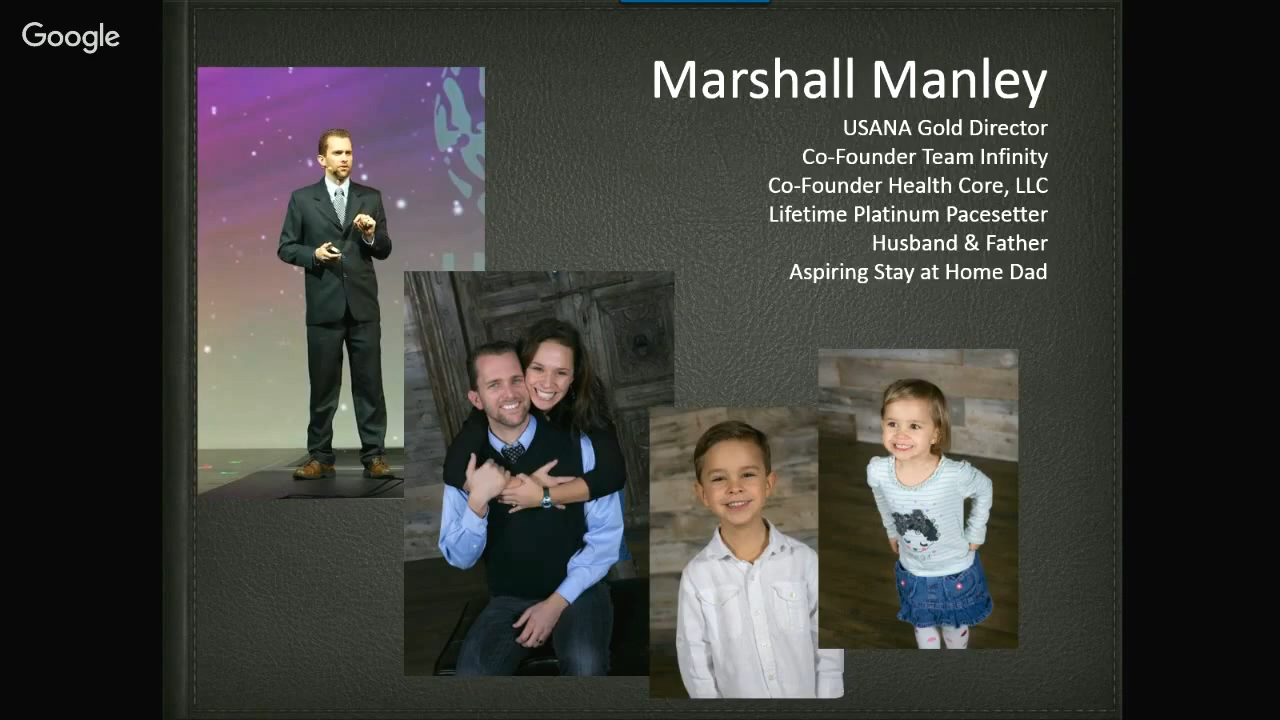 Google
Marshall Manley
USANA Gold Director
Co-Founder Team Infinity
Co-Founder Health Core, LLC
Lifetime Platinum Pacesetter
Husband & Father
Aspiring Stay at Home Dad